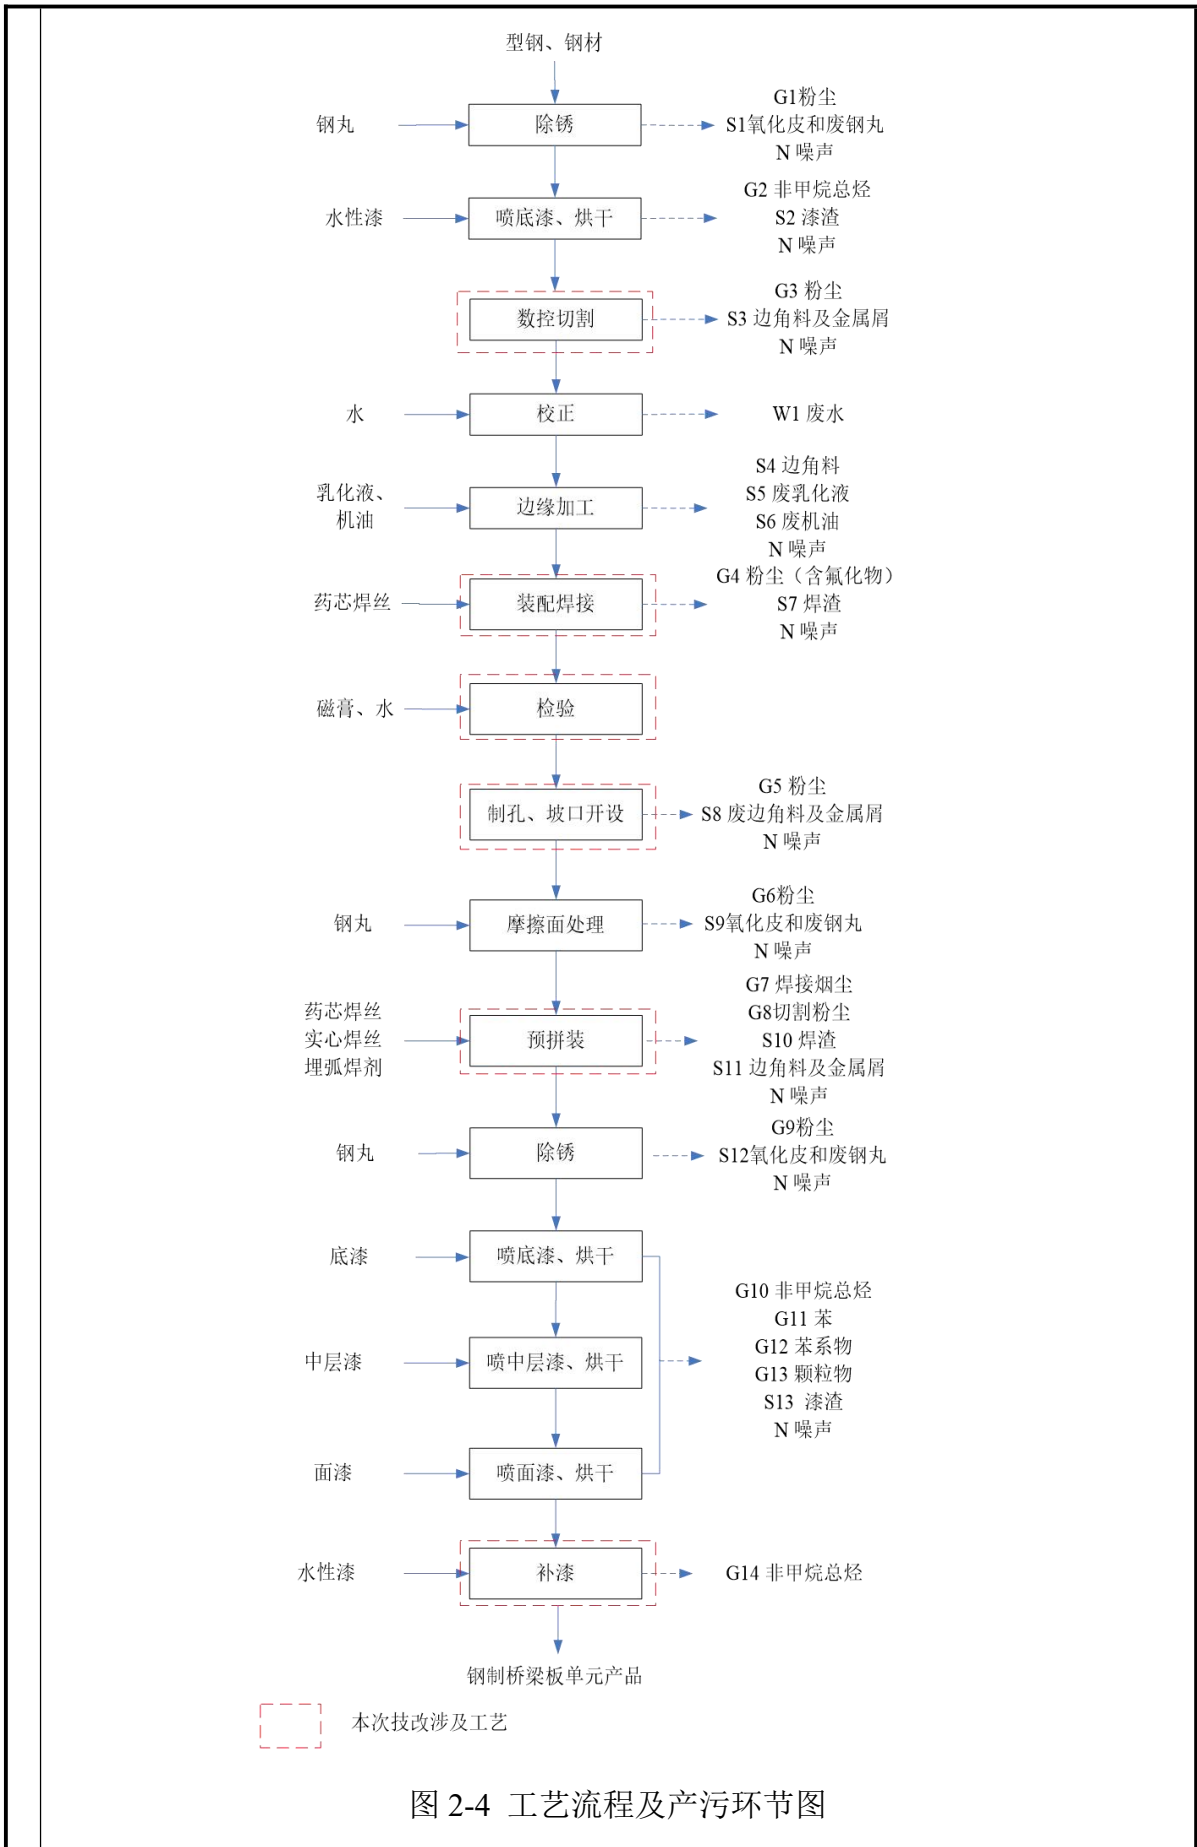 型钢、钢材
钢丸
除锈
G1粉尘
S1氧化皮和废钢丸
N 噪声
水性漆
喷底漆、烘干
G2 非甲烷总烃
S2 漆渣
N 噪声
数控切割
G3 粉尘
S3 边角料及金属屑
N 噪声
水
校正
W1 废水
乳化液、
机油
边缘加工
S4 边角料
S5 废乳化液
S6 废机油
N 噪声
药芯焊丝
装配焊接
G4 粉尘（含氟化物）
S7 焊渣
N 噪声
磁膏、水
检验
制孔、坡口开设
G5 粉尘
S8 废边角料及金属屑
N 噪声
钢丸
摩擦面处理
G6粉尘
S9氧化皮和废钢丸
N 噪声
药芯焊丝
实心焊丝
埋弧焊剂
预拼装
G7 焊接烟尘
G8切割粉尘
S10 焊渣
S11 边角料及金属屑
N 噪声
钢丸
除锈
G9粉尘
S12氧化皮和废钢丸
N 噪声
底漆
喷底漆、烘干
中层漆
喷中层漆、烘干
面漆
喷面漆、烘干
G10 非甲烷总烃
G11 苯
G12 苯系物
G13 颗粒物
S13 漆渣
N 噪声
水性漆
补漆
G14 非甲烷总烃
钢制桥梁板单元产品
本次技改涉及工艺
图 2-4 工艺流程及产污环节图